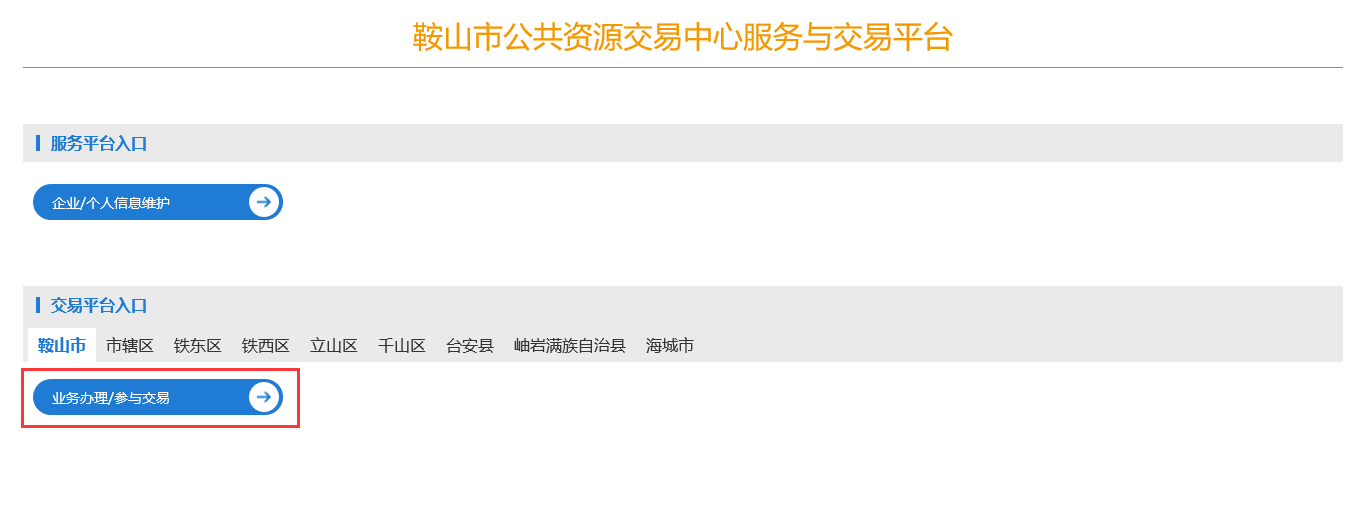 鞍山市公共资源交易中心服务与交易平台
服务平台入口
企业/个人信息维护
交易平台入口
鞍山市 市辖区 铁东区 铁西区 立山区 千山区 台安县 岫岩满族自治县 海城市
业务办理/参与交易